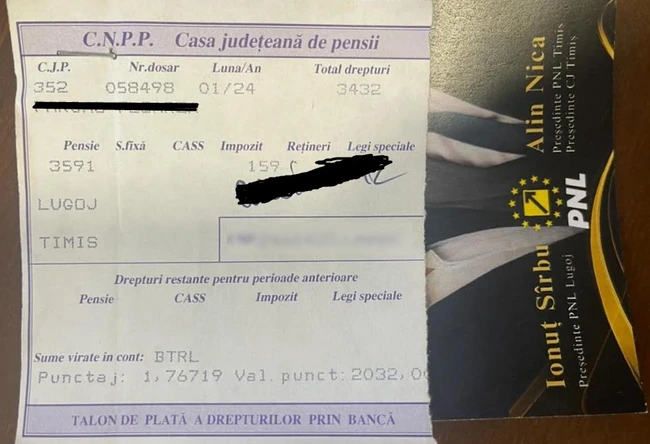 C.N.P.P. Casa județeană de pensii
C.J.P. Nr.dosar Luna/An Total drepturi
352 058498 01/24 3432
Pensie S.fixă CASS Impozit Rețineri Legi speciale
3591 159
LUGOJ
TIMIS
Drepturi restante pentru perioade anterioare
Pensie CASS Impozit Legi speciale
Sume virate in cont: BTRL
Punctaj: 1,76719 Val. punct: 2032,00
TALON DE PLATĂ A DREPTURILOR PRIN BANCĂ
Alin Nica
Președinte PNL Timiș
Președinte CJ Timiș
PNL
Ionuț Sîrbu
Președinte PNL Lugoj